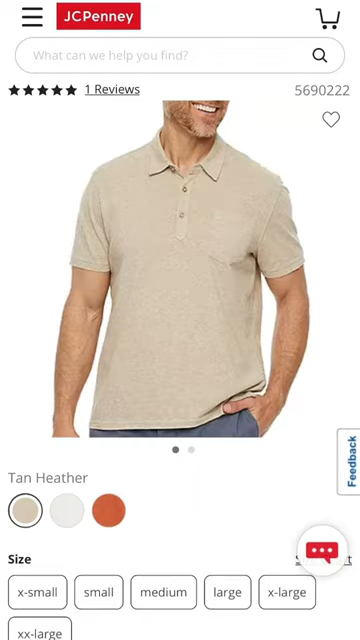 JCPenney
What can we help you find?
1 Reviews
5690222
Feedback
Tan Heather
Size
x-small
small
medium
large
x-large
xx-large